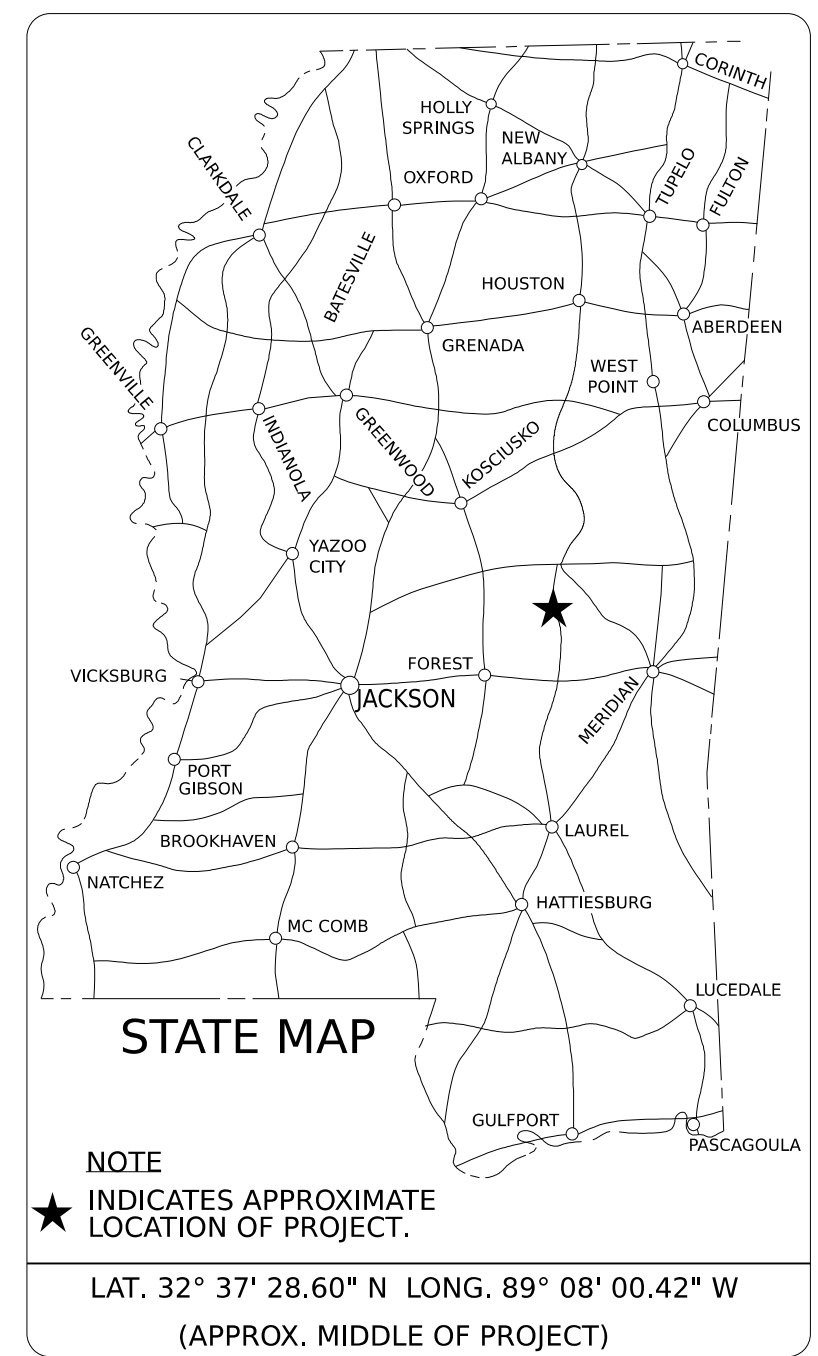 CORINTH
HOLLY
SPRINGS
NEW
ALBANY
CLARKDALE
OXFORD
TUPELO
FULTON
BATESVILLE
HOUSTON
ABERDEEN
GREENVILLE
GRENADA
WEST
POINT
COLUMBUS
INDIANOLA
GREENWOOD
KOSCIUSKO
YAZOO
CITY
FOREST
VICKSBURG
JACKSON
MERIDIAN
PORT
GIBSON
BROOKHAVEN
LAUREL
NATCHEZ
HATTIESBURG
MC COMB
LUCEDALE
STATE MAP
GULFPORT
PASCAGOULA
NOTE
INDICATES APPROXIMATE
LOCATION OF PROJECT.
LAT. 32° 37' 28.60" N LONG. 89° 08' 00.42" W
(APPROX. MIDDLE OF PROJECT)